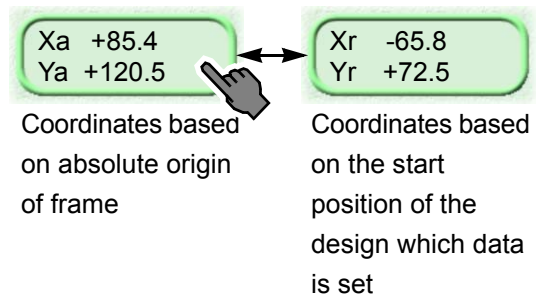 Xa +85.4
Ya +120.5
Xr -65.8
Yr +72.5
Coordinates based
on absolute origin
of frame
Coordinates based
on the start
position of the
design which data
is set